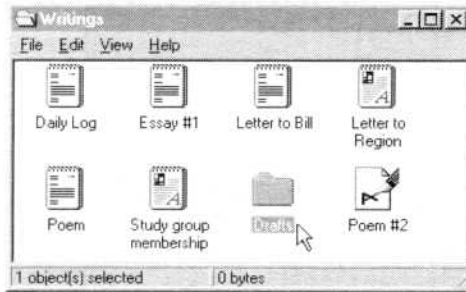 Writings
File Edit View Help
Daily Log Essay #1 Letter to Bill Letter to
Region
Poem Study group Drafts Poem #2
membership
1 object(s) selected 0 bytes